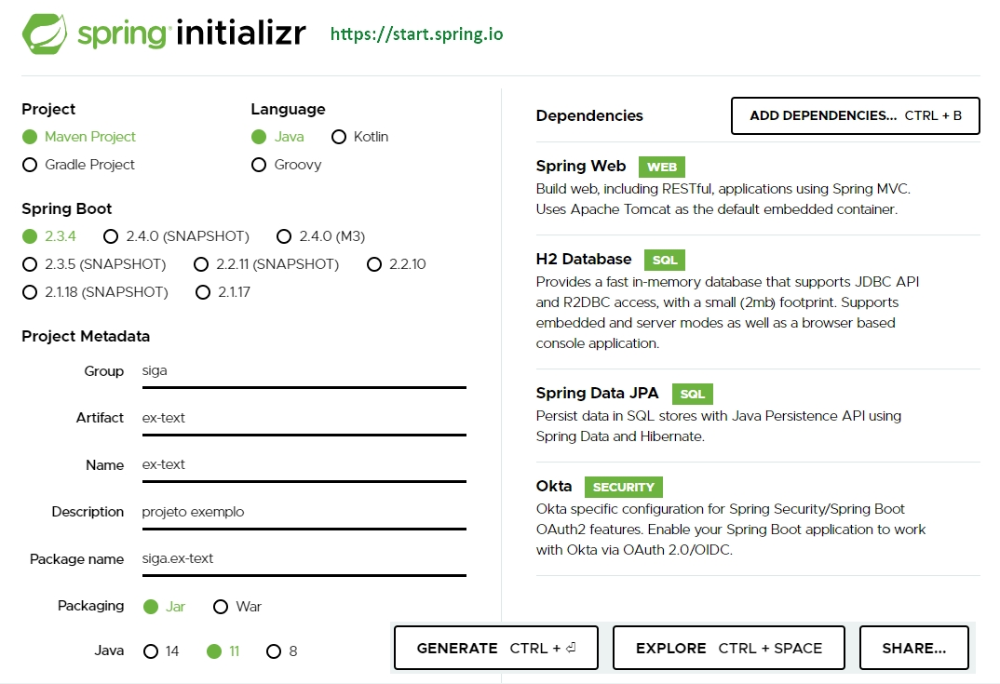 spring initializr https://start.spring.io
Project
Maven Project
Gradle Project
Language
Java Kotlin
Groovy
Spring Boot
2.3.4 2.4.0 (SNAPSHOT) 2.4.0 (M3)
2.3.5 (SNAPSHOT) 2.2.11 (SNAPSHOT) 2.2.10
2.1.18 (SNAPSHOT) 2.1.17
Project Metadata
Group siga
Artifact ex-text
Name ex-text
Description projeto exemplo
Package name siga.ex-text
Packaging Jar War
Java 14 11 8
Dependencies ADD DEPENDENCIES... CTRL + B
Spring Web WEB
Build web, including RESTful, applications using Spring MVC.
Uses Apache Tomcat as the default embedded container.
H2 Database SQL
Provides a fast in-memory database that supports JDBC API
and R2DBC access, with a small (2mb) footprint. Supports
embedded and server modes as well as a browser based
console application.
Spring Data JPA SQL
Persist data in SQL stores with Java Persistence API using
Spring Data and Hibernate.
Okta SECURITY
Okta specific configuration for Spring Security/Spring Boot
OAuth2 features. Enable your Spring Boot application to work
with Okta via OAuth 2.0/OIDC.
GENERATE CTRL + ⏎ EXPLORE CTRL + SPACE SHARE...